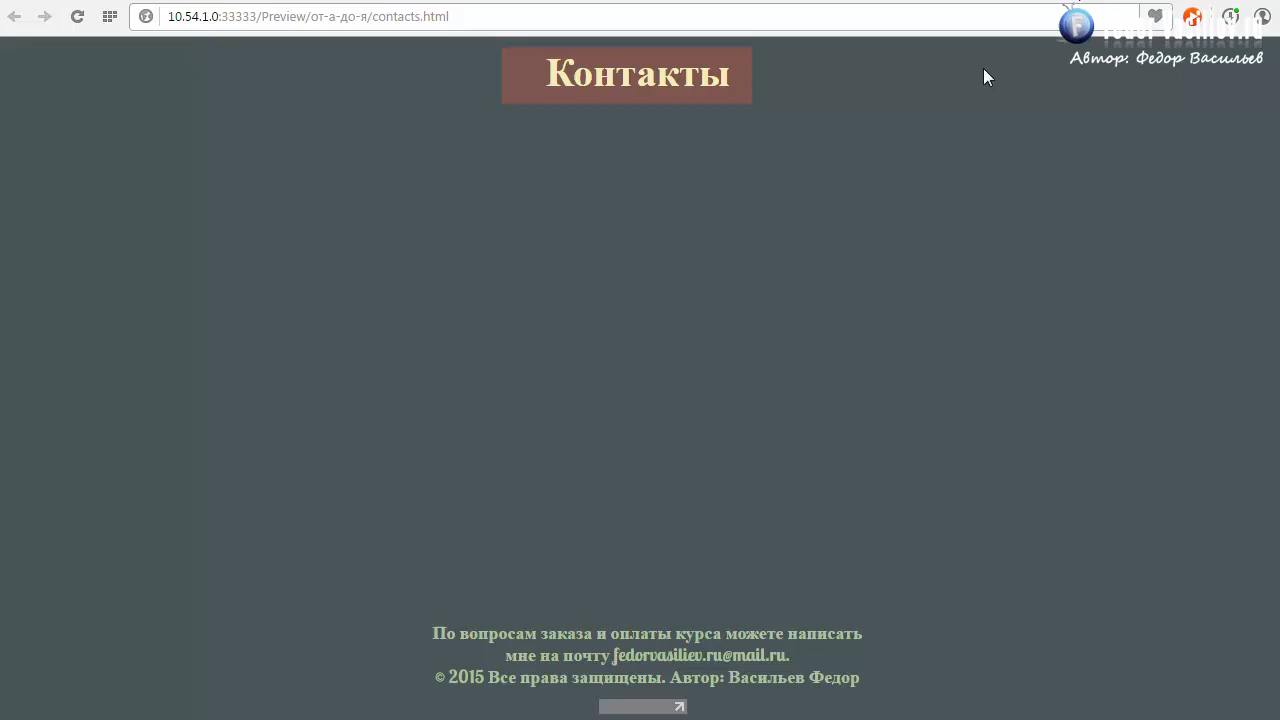 10.54.1.0:33333/Preview/от-а-до-я/contacts.html
Автор: Федор Васильев
Контакты
По вопросам заказа и оплаты курса можете написать
мне на почту fedorvasiliev.ru@mail.ru.
© 2015 Все права защищены. Автор: Васильев Федор